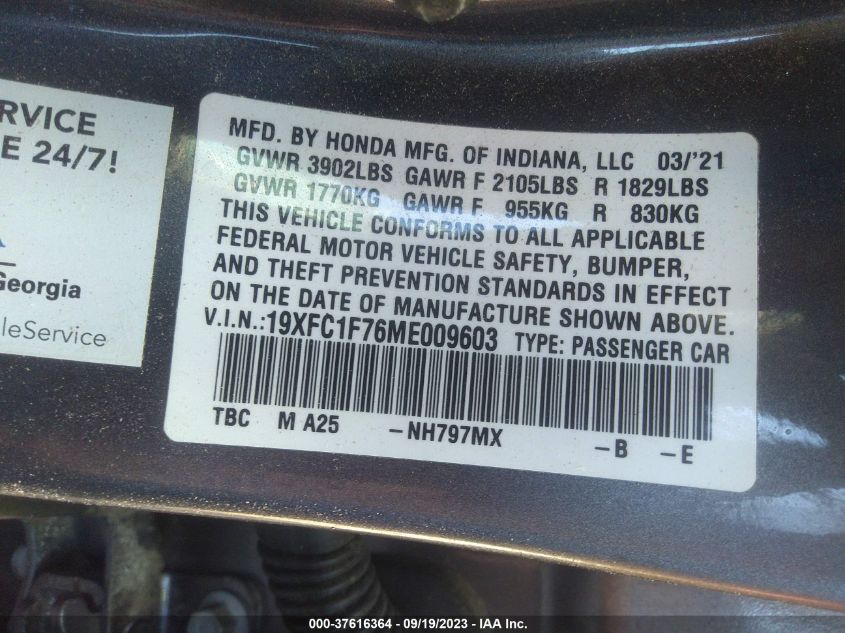 RVICE
E 24/7!
Georgia
leService
MFD. BY HONDA MFG. OF INDIANA, LLC 03/'21
GVWR 3902LBS GAWR F 2105LBS R 1829LBS
GVWR 1770KG GAWR F 955KG R 830KG
THIS VEHICLE CONFORMS TO ALL APPLICABLE
FEDERAL MOTOR VEHICLE SAFETY, BUMPER,
AND THEFT PREVENTION STANDARDS IN EFFECT
ON THE DATE OF MANUFACTURE SHOWN ABOVE.
V.I.N.:19XFC1F76ME009603 TYPE: PASSENGER CAR
TBC M A25 -NH797MX -B -E
000-37616364 / 09/19/2023 - IAA Inc.